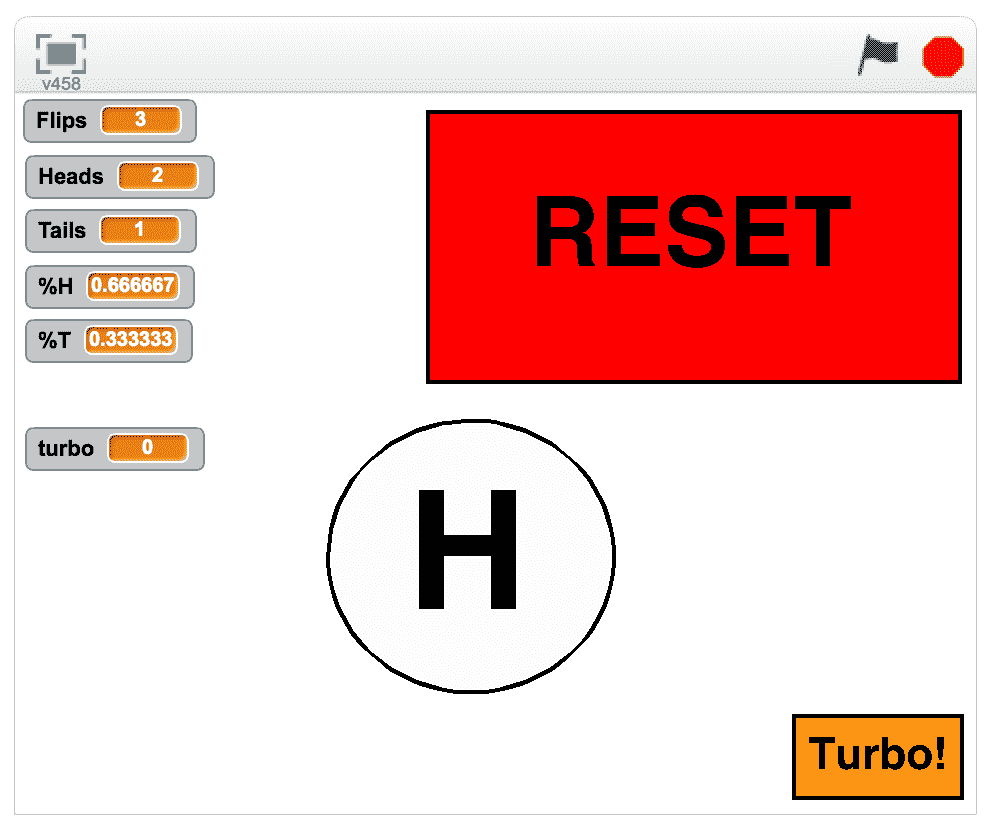 v458
Flips 3
Heads 2
Tails 1
%H 0.666667
%T 0.333333
turbo 0
RESET
H
Turbo!